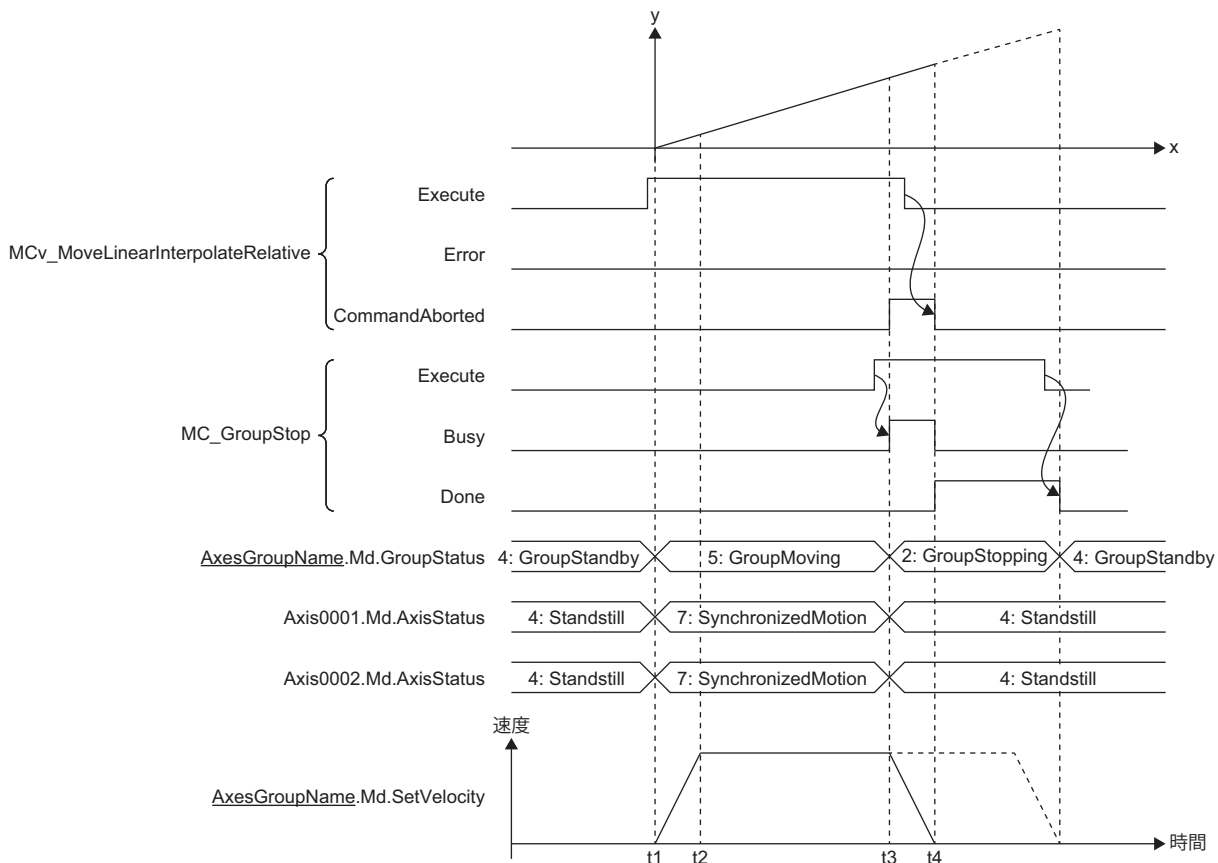 y
x
Execute
MCv_MoveLinearInterpolateRelative
Error
CommandAborted
Execute
MC_GroupStop
Busy
Done
AxesGroupName.Md.GroupStatus 4: GroupStandby 5: GroupMoving 2: GroupStopping 4: GroupStandby
Axis0001.Md.AxisStatus 4: Standstill 7: SynchronizedMotion 4: Standstill
Axis0002.Md.AxisStatus 4: Standstill 7: SynchronizedMotion 4: Standstill
速度
AxesGroupName.Md.SetVelocity
時間
t1 t2 t3 t4